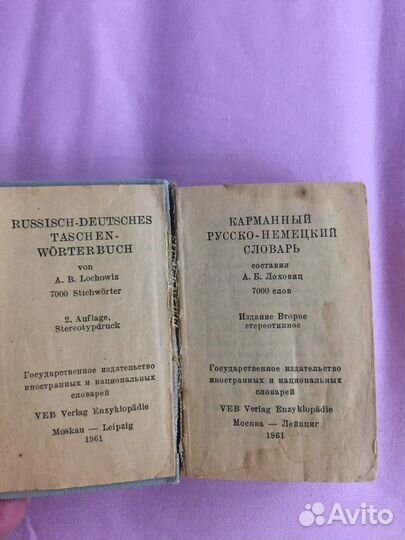 RUSSISCH-DEUTSCHES
TASCHEN-
WÖRTERBUCH
von
A. B. Lochowiz
7000 Stichwörter
2. Auflage,
Stereotypdruck
Государственное издательство
иностранных и национальных
словарей
VEB Verlag Enzyklopädie
Moskau — Leipzig
1961
КАРМАННЫЙ
РУССКО-НЕМЕЦКИЙ
СЛОВАРЬ
составил
А. Б. Лоховиц
7000 слов
Издание Второе
стереотипное
Государственное издательство
иностранных и национальных
словарей
VEB Verlag Enzyklopädie
Москва — Лейпциг
1961
Avito